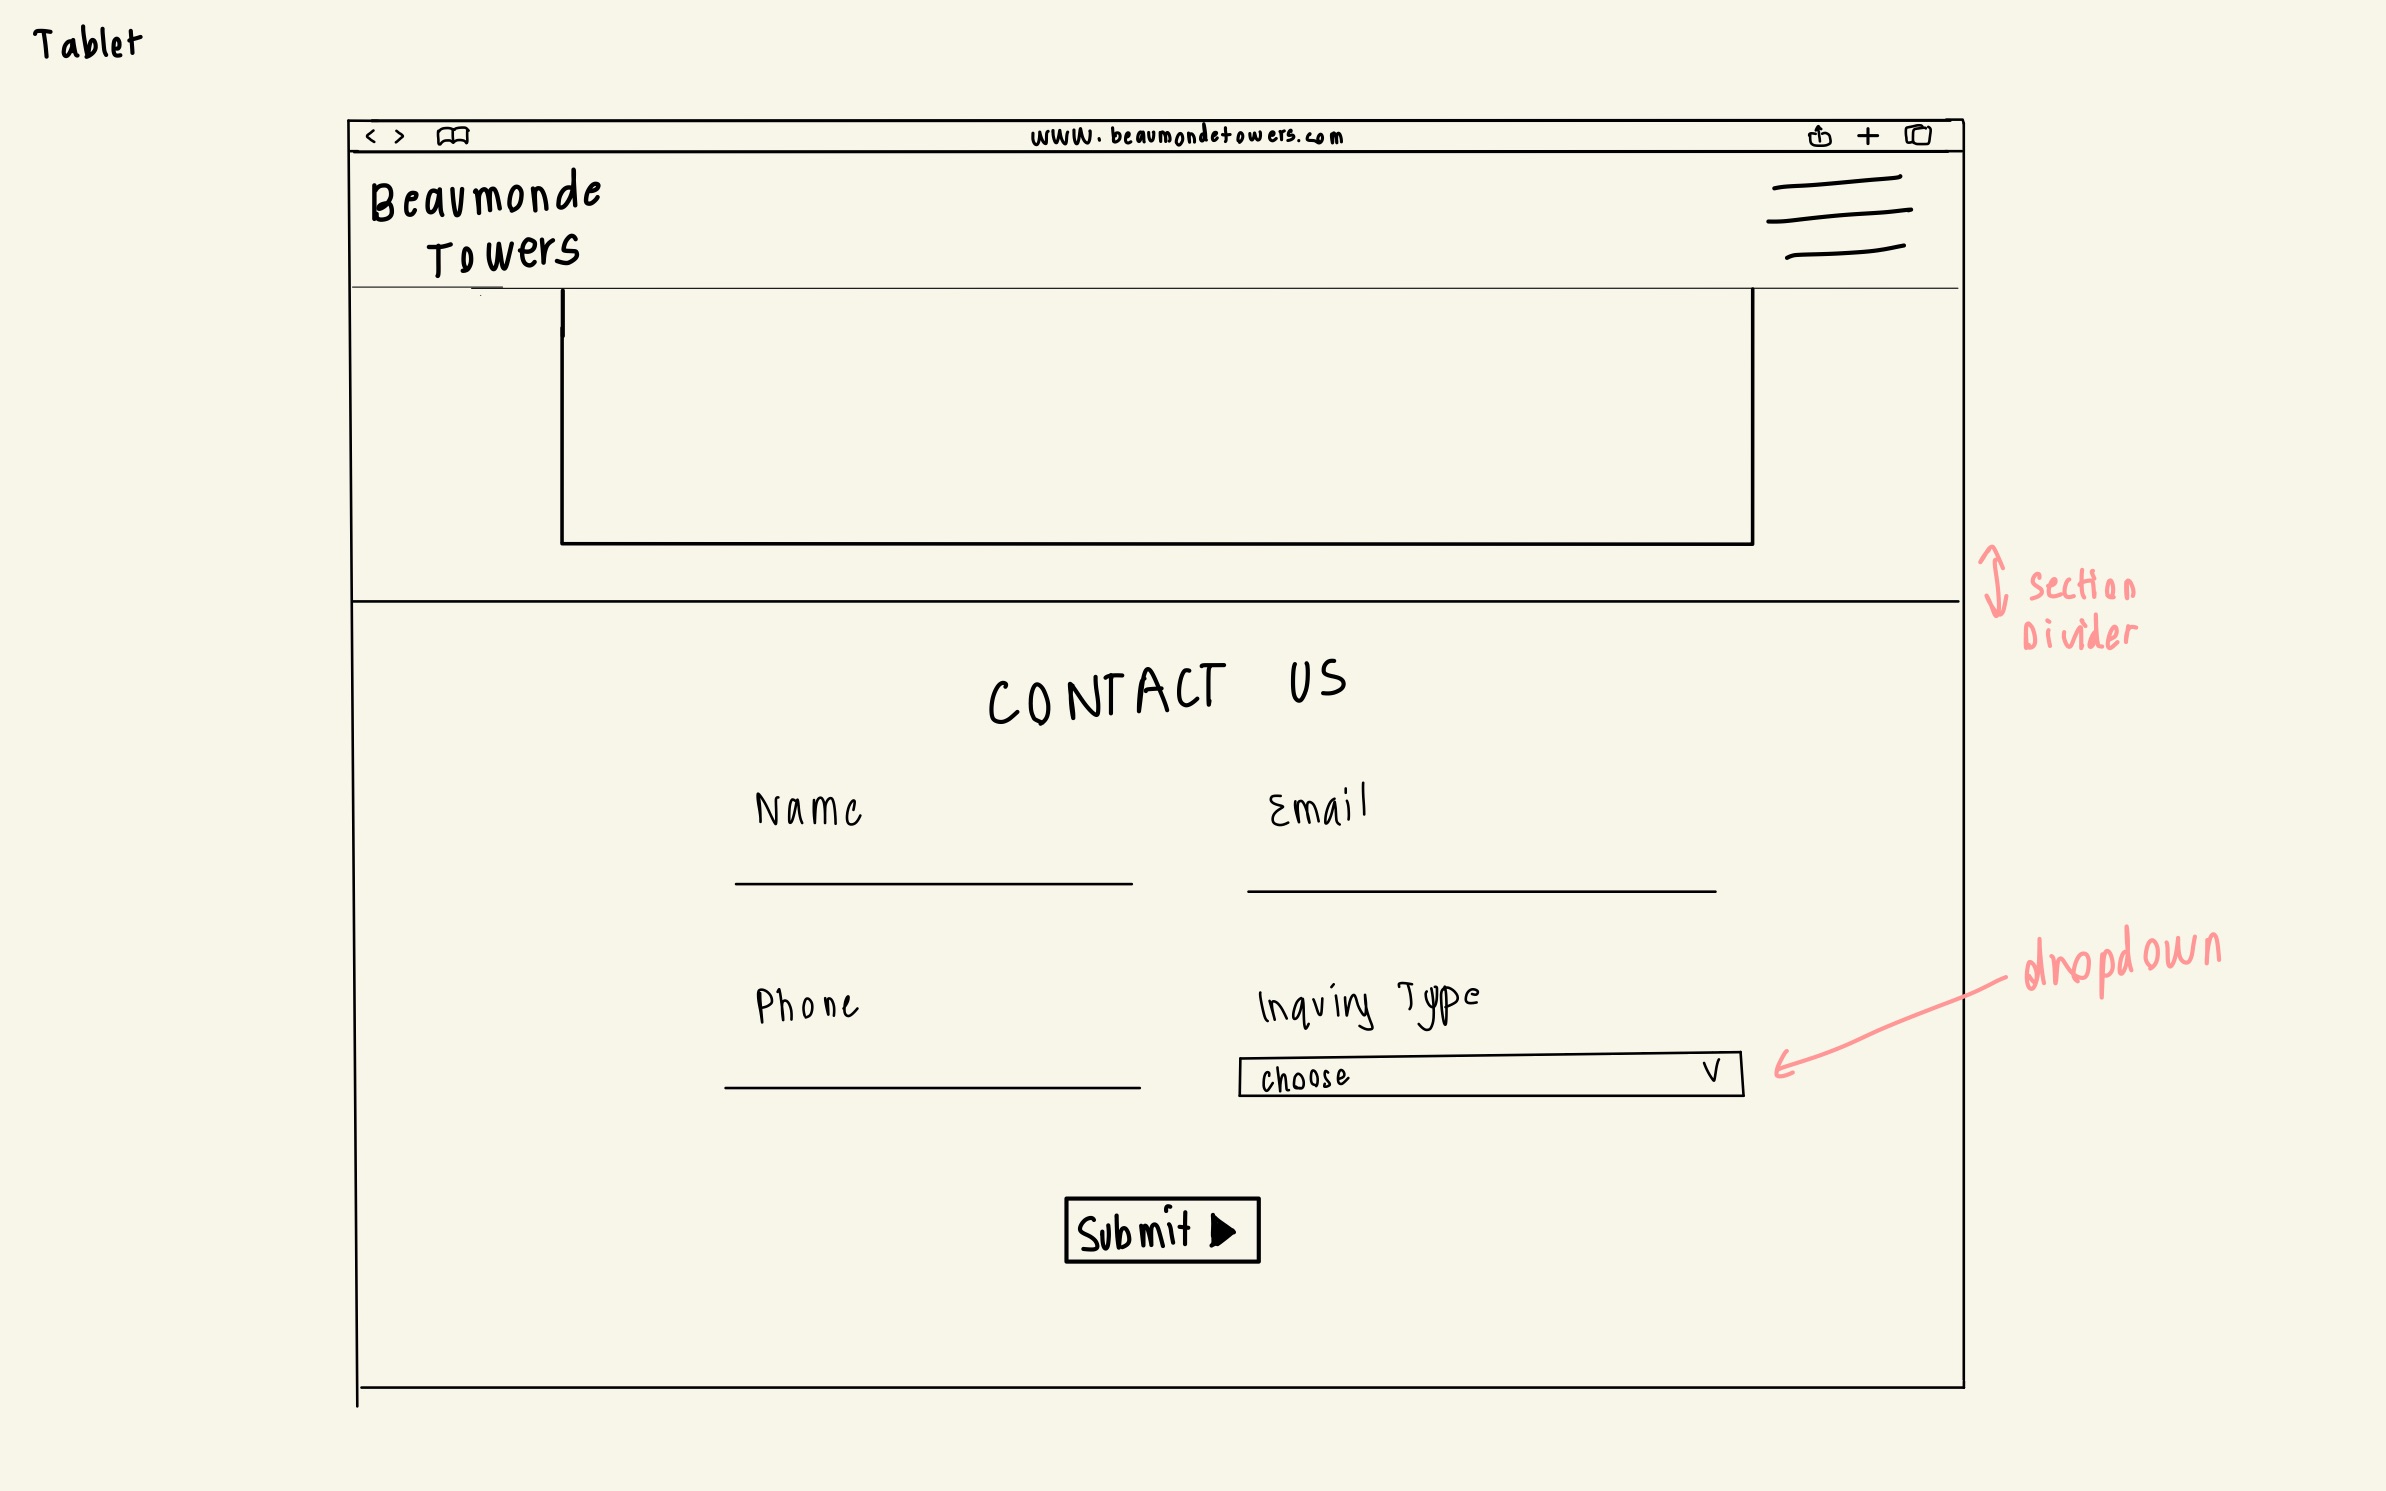 Tablet
www.beaumondetowers.com
Beaumonde
Towers
section
Divider
CONTACT US
Name
Email
dropdown
Phone
Inquiry Type
choose
Submit